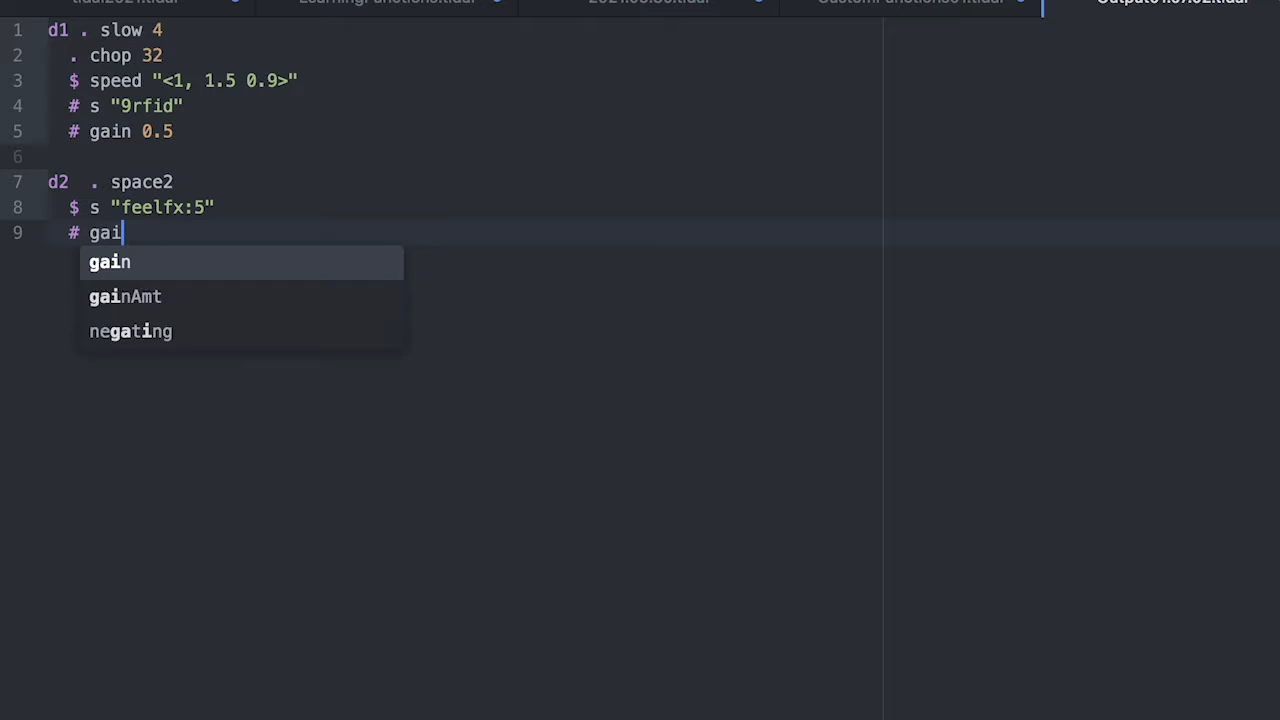 1 d1 . slow 4
2 . chop 32
3 $ speed "<1, 1.5 0.9>"
4 # s "9rfid"
5 # gain 0.5
6
7 d2 . space2
8 $ s "feelfx:5"
9 # gai
gain
gainAmt
negating